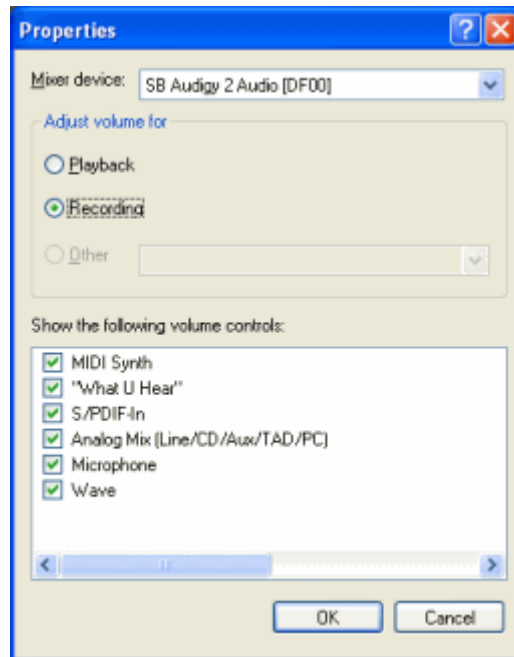 Properties
Mixer device: SB Audigy 2 Audio [DF00]
Adjust volume for
Playback
Recording
Other
Show the following volume controls:
MIDI Synth
"What U Hear"
S/PDIF-In
Analog Mix (Line/CD/Aux/TAD/PC)
Microphone
Wave
OK Cancel